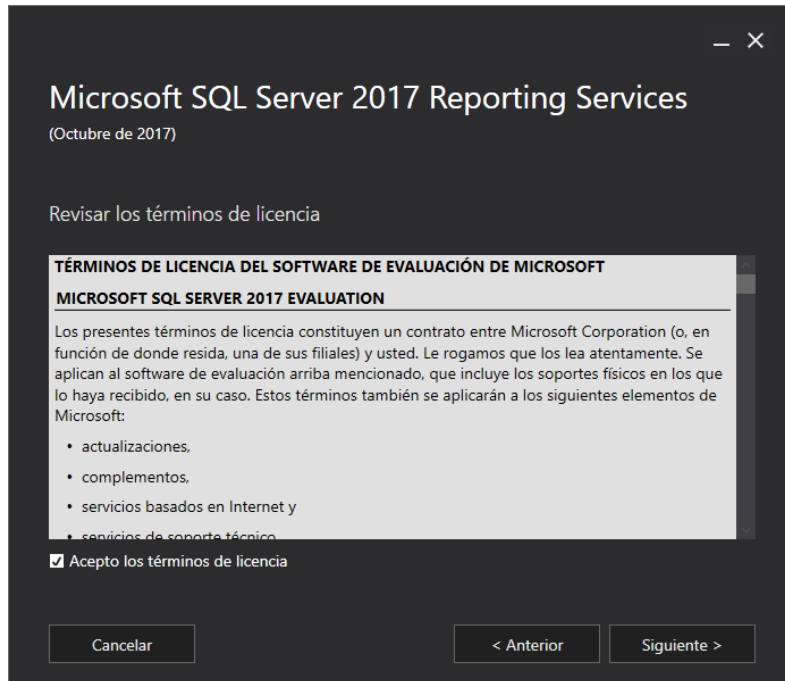 Microsoft SQL Server 2017 Reporting Services
(Octubre de 2017)
Revisar los términos de licencia
TÉRMINOS DE LICENCIA DEL SOFTWARE DE EVALUACIÓN DE MICROSOFT
MICROSOFT SQL SERVER 2017 EVALUATION
Los presentes términos de licencia constituyen un contrato entre Microsoft Corporation (o, en
función de donde resida, una de sus filiales) y usted. Le rogamos que los lea atentamente. Se
aplican al software de evaluación arriba mencionado, que incluye los soportes físicos en los que
lo haya recibido, en su caso. Estos términos también se aplicarán a los siguientes elementos de
Microsoft:
• actualizaciones,
• complementos,
• servicios basados en Internet y
• servicios de soporte técnico
Acepto los términos de licencia
Cancelar
< Anterior
Siguiente >